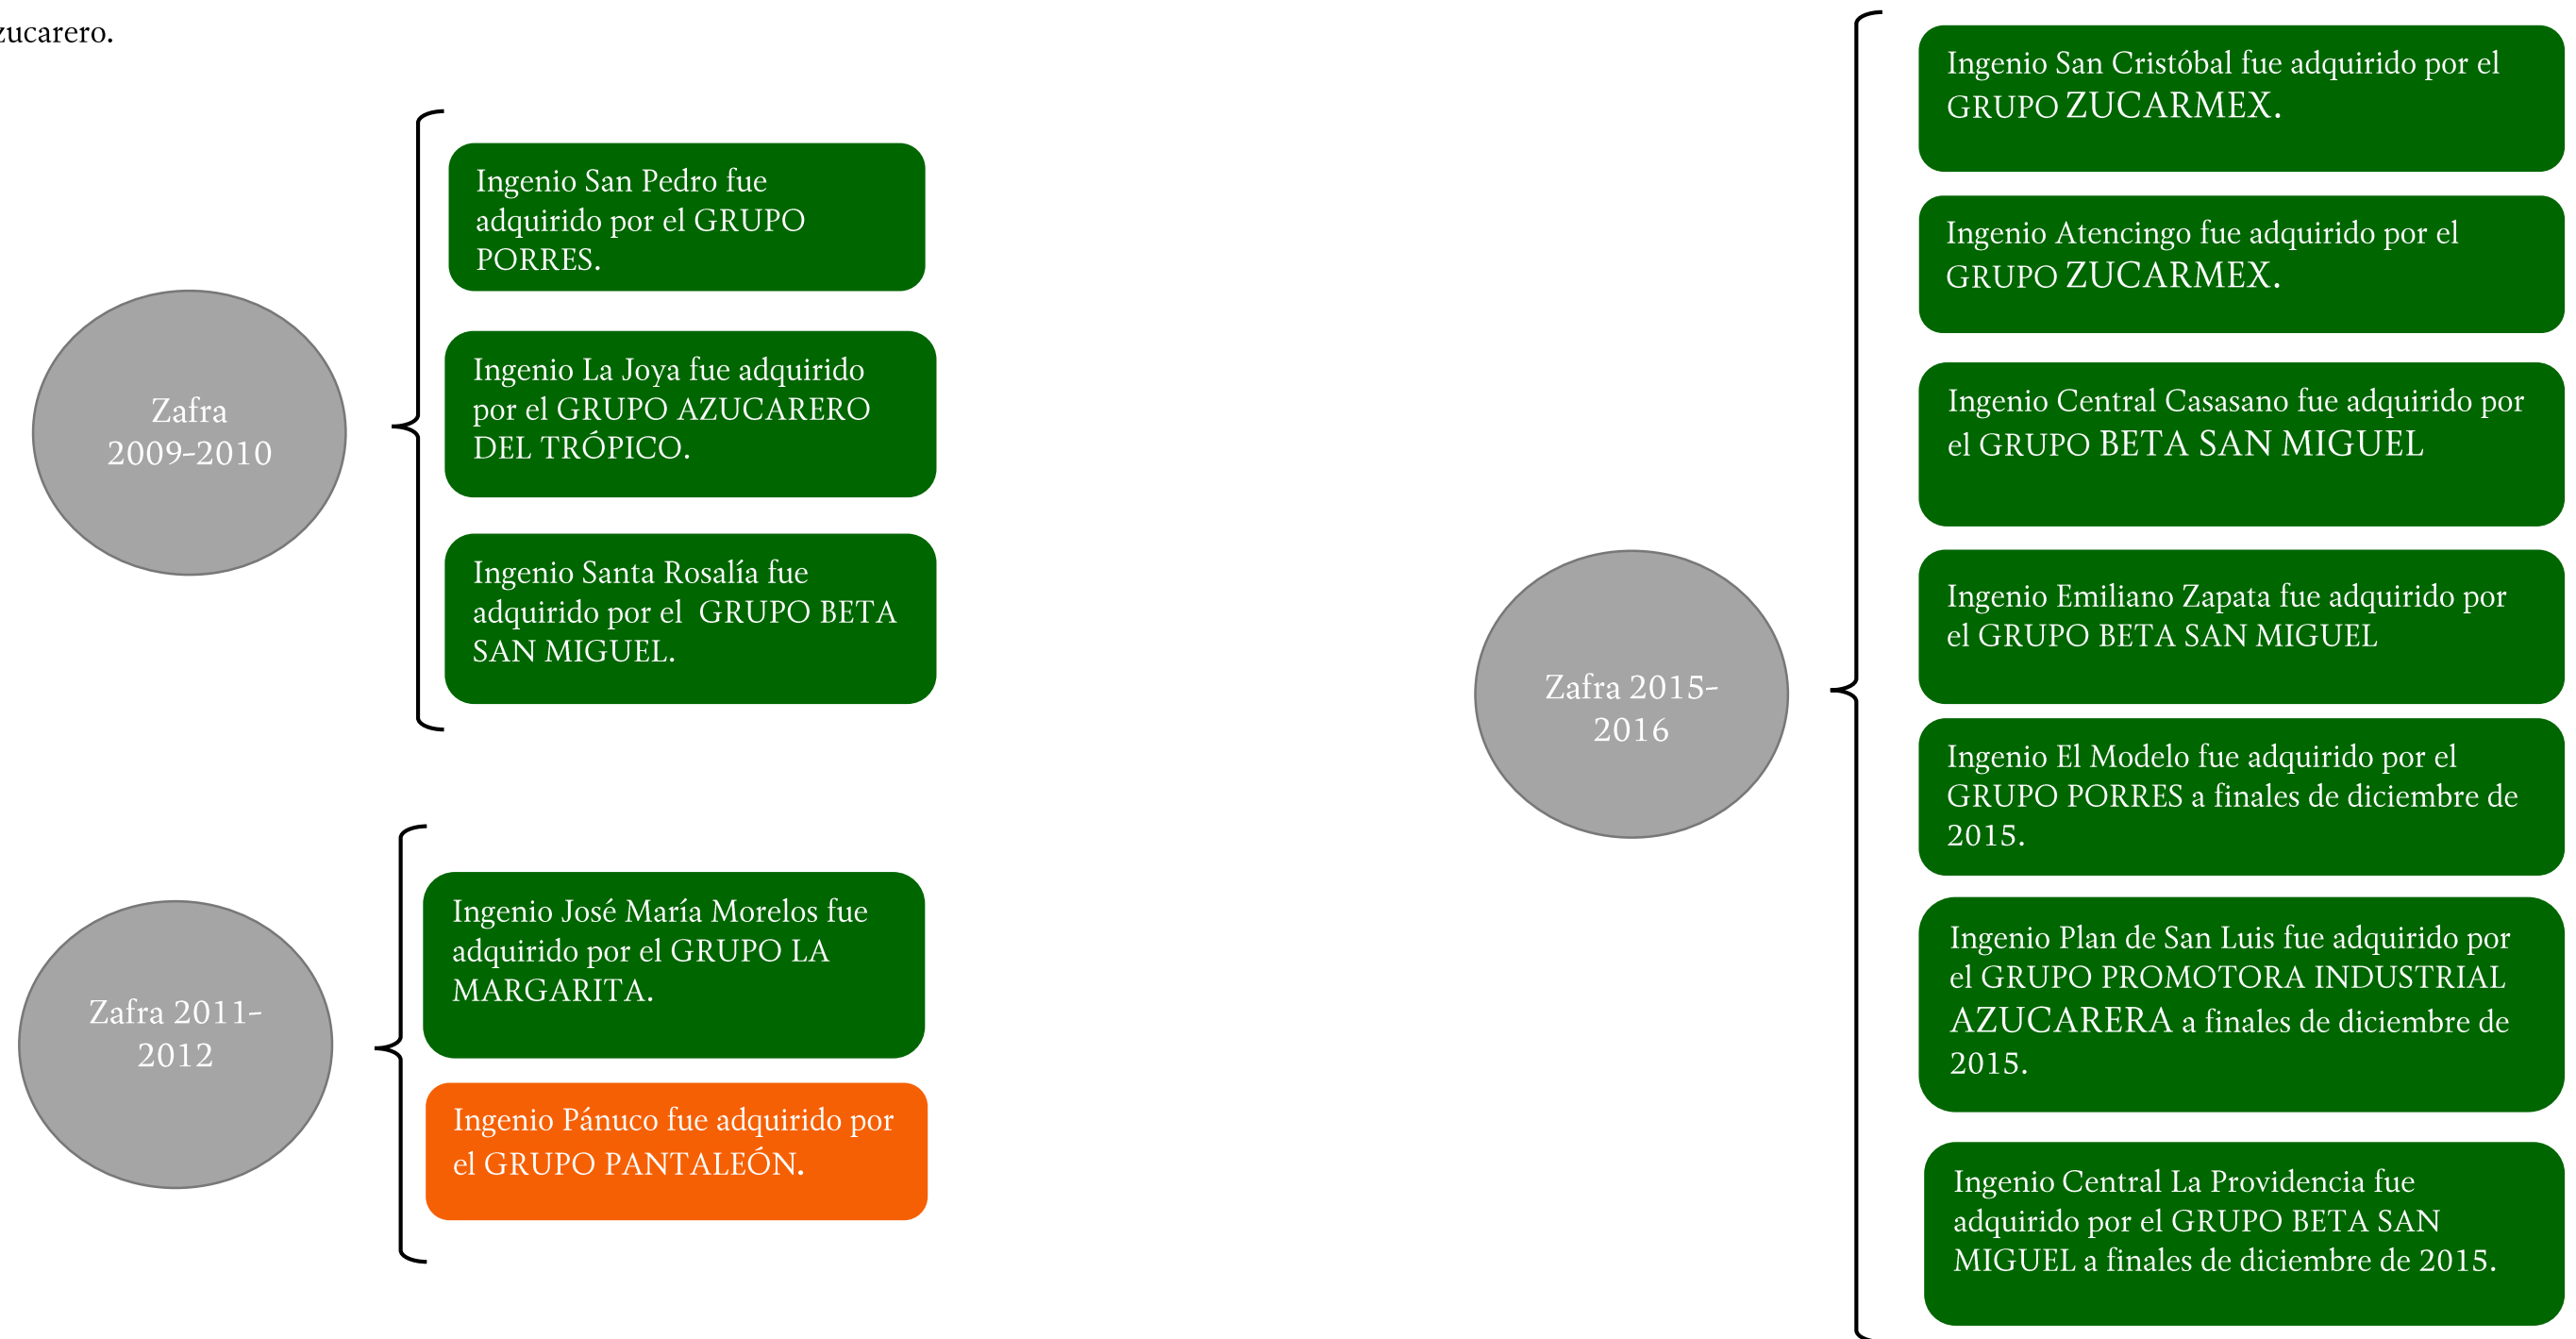 zucarero.
Zafra
2009-2010
Ingenio San Pedro fue
adquirido por el GRUPO
PORRES.
Ingenio La Joya fue adquirido
por el GRUPO AZUCARERO
DEL TRÓPICO.
Ingenio Santa Rosalía fue
adquirido por el GRUPO BETA
SAN MIGUEL.
Zafra 2011-
2012
Ingenio José María Morelos fue
adquirido por el GRUPO LA
MARGARITA.
Ingenio Pánuco fue adquirido por
el GRUPO PANTALEÓN.
Zafra 2015-
2016
Ingenio San Cristóbal fue adquirido por el
GRUPO ZUCARMEX.
Ingenio Atencingo fue adquirido por el
GRUPO ZUCARMEX.
Ingenio Central Casasano fue adquirido por
el GRUPO BETA SAN MIGUEL
Ingenio Emiliano Zapata fue adquirido por
el GRUPO BETA SAN MIGUEL
Ingenio El Modelo fue adquirido por el
GRUPO PORRES a finales de diciembre de
2015.
Ingenio Plan de San Luis fue adquirido por
el GRUPO PROMOTORA INDUSTRIAL
AZUCARERA a finales de diciembre de
2015.
Ingenio Central La Providencia fue
adquirido por el GRUPO BETA SAN
MIGUEL a finales de diciembre de 2015.